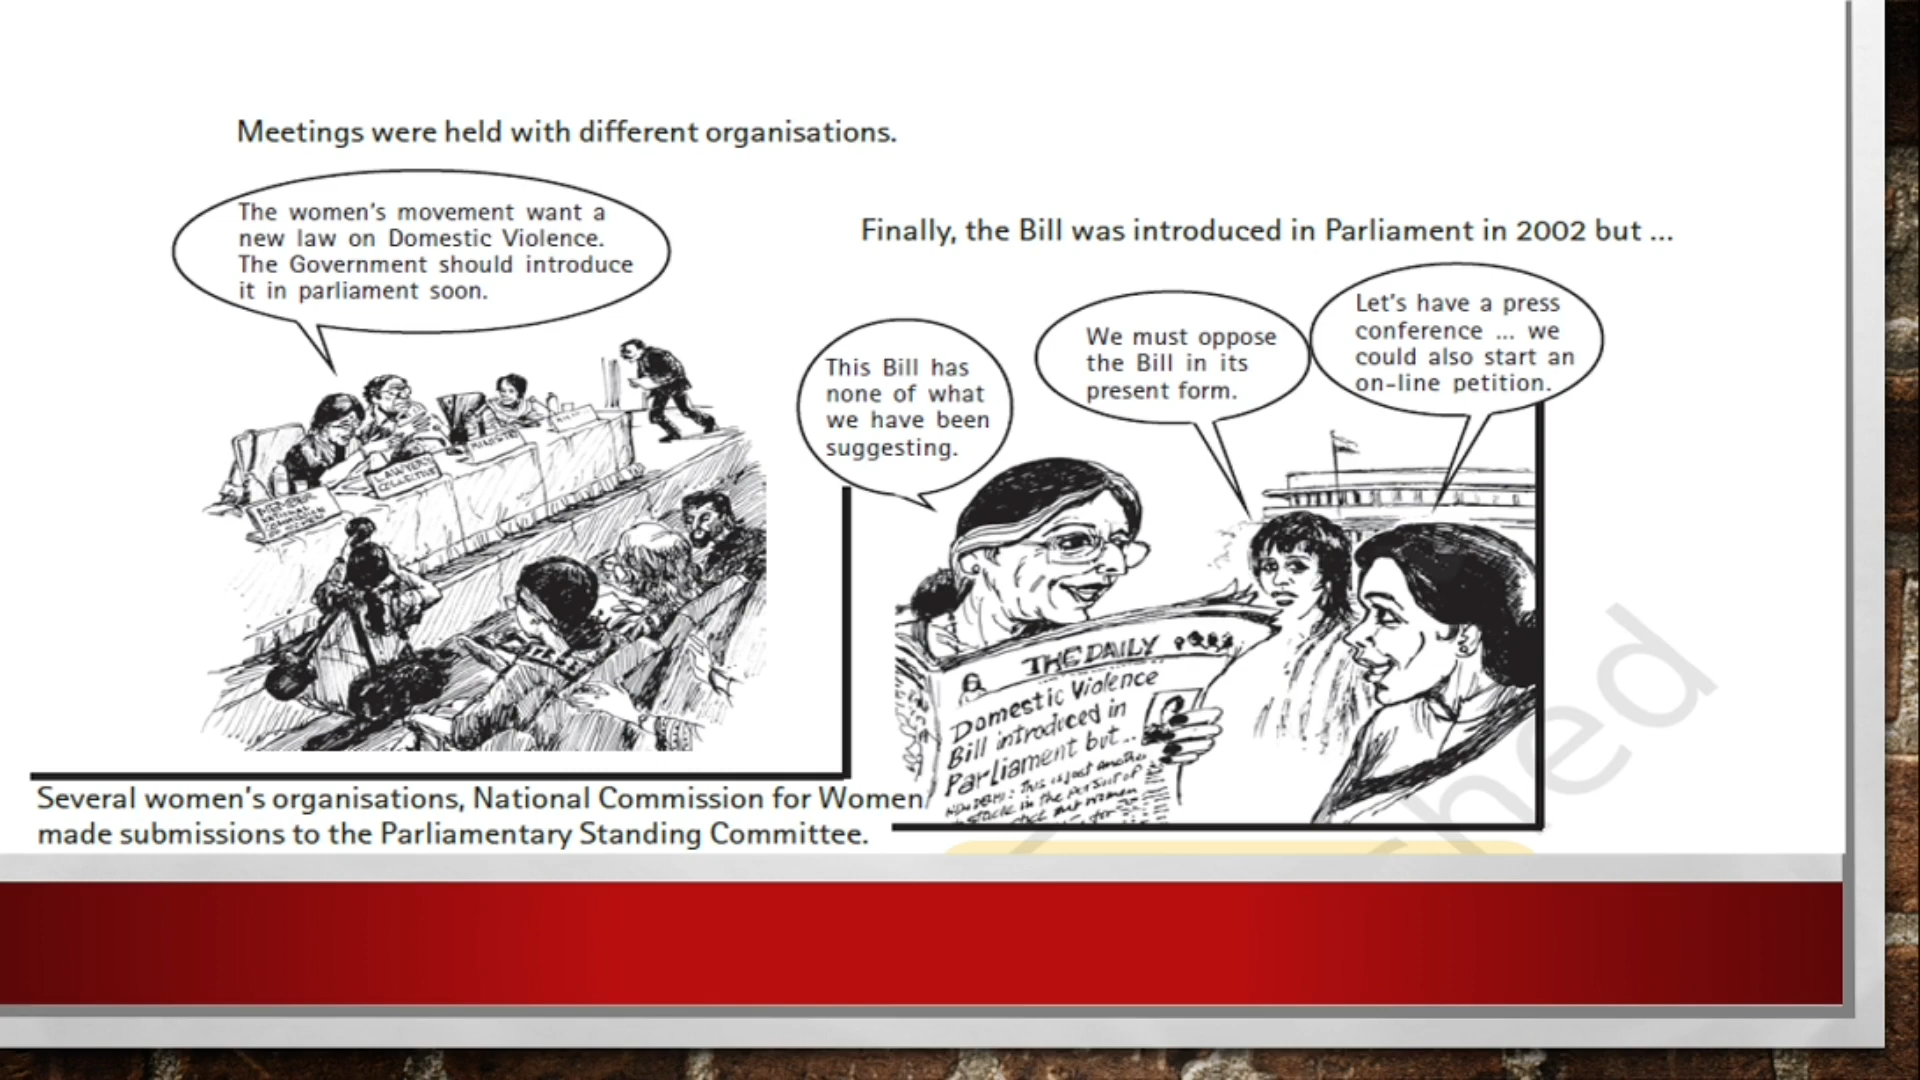 Meetings were held with different organisations.
The women's movement want a
new law on Domestic Violence.
The Government should introduce
it in parliament soon.
LAWYERS
COLLECTIVE
Several women's organisations, National Commission for Women,
made submissions to the Parliamentary Standing Committee.
Finally, the Bill was introduced in Parliament in 2002 but ...
This Bill has
none of what
we have been
suggesting.
We must oppose
the Bill in its
present form.
Let's have a press
conference ... we
could also start an
on-line petition.
THE DAILY
Domestic Violence
Bill introduced in
Parliament but...
hed